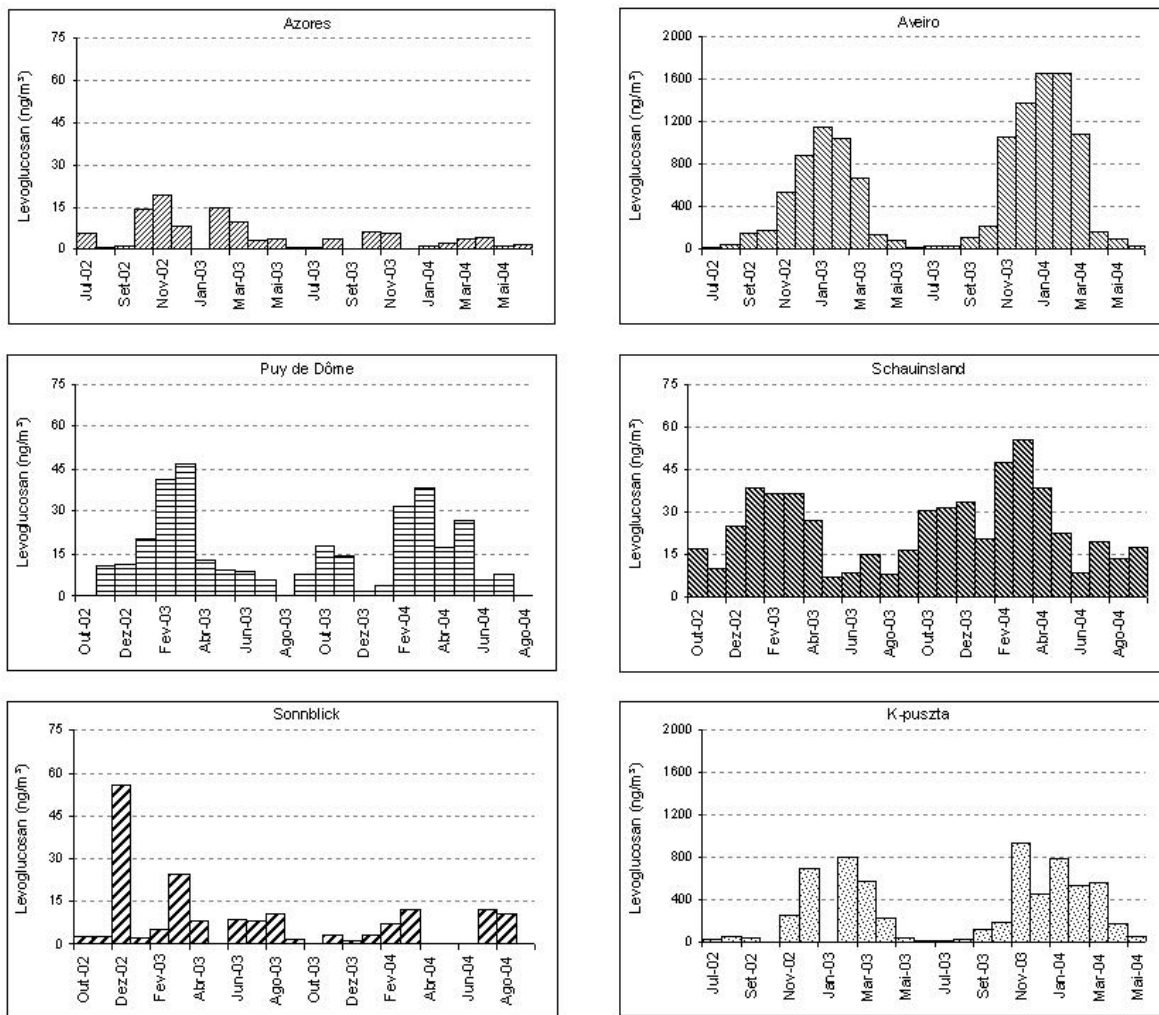 Azores
Levoglucosan (ng/m³)
75
60
45
30
15
0
Jul-02
Set-02
Nov-02
Jan-03
Mar-03
Mai-03
Jul-03
Set-03
Nov-03
Jan-04
Mar-04
Mai-04
Aveiro
Levoglucosan (ng/m³)
2000
1600
1200
800
400
0
Jul-02
Set-02
Nov-02
Jan-03
Mar-03
Mai-03
Jul-03
Set-03
Nov-03
Jan-04
Mar-04
Mai-04
Puy de Dôme
Levoglucosan (ng/m³)
75
60
45
30
15
0
Out-02
Dez-02
Fev-03
Abr-03
Jun-03
Ago-03
Out-03
Dez-03
Fev-04
Abr-04
Jun-04
Ago-04
Schauinsland
Levoglucosan (ng/m³)
75
60
45
30
15
0
Out-02
Dez-02
Fev-03
Abr-03
Jun-03
Ago-03
Out-03
Dez-03
Fev-04
Abr-04
Jun-04
Ago-04
Sonnblick
Levoglucosan (ng/m³)
75
60
45
30
15
0
Out-02
Dez-02
Fev-03
Abr-03
Jun-03
Ago-03
Out-03
Dez-03
Fev-04
Abr-04
Jun-04
Ago-04
K-puszta
Levoglucosan (ng/m³)
2000
1600
1200
800
400
0
Jul-02
Set-02
Nov-02
Jan-03
Mar-03
Mai-03
Jul-03
Set-03
Nov-03
Jan-04
Mar-04
Mai-04